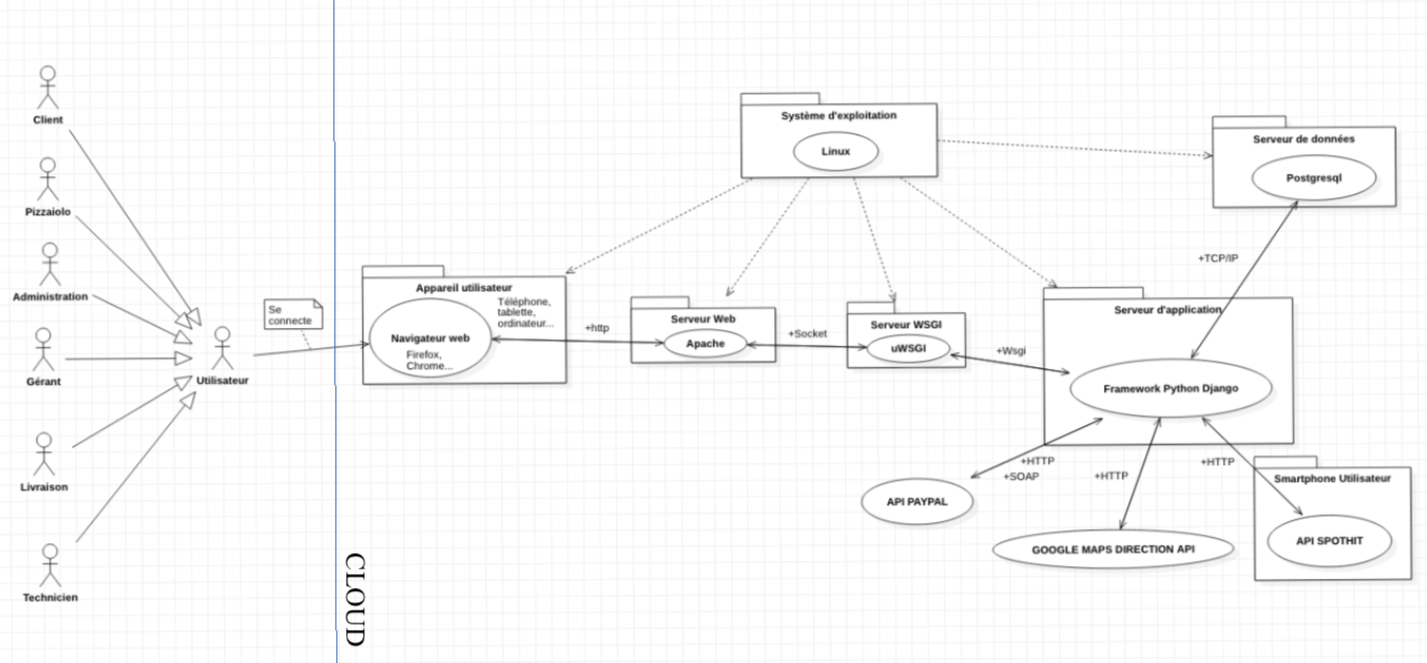 Client
Pizzaiolo
Administration
Gérant
Livraison
Technicien
Utilisateur
Se
connecte
CLOUD
Système d'exploitation
Linux
Serveur de données
Postgresql
+TCP/IP
Appareil utilisateur
Téléphone,
tablette,
ordinateur...
Navigateur web
Firefox,
Chrome...
+http
Serveur Web
Apache
+Socket
Serveur WSGI
uWSGI
+Wsgi
Serveur d'application
Framework Python Django
+HTTP
+SOAP
API PAYPAL
+HTTP
GOOGLE MAPS DIRECTION API
+HTTP
Smartphone Utilisateur
API SPOTHIT